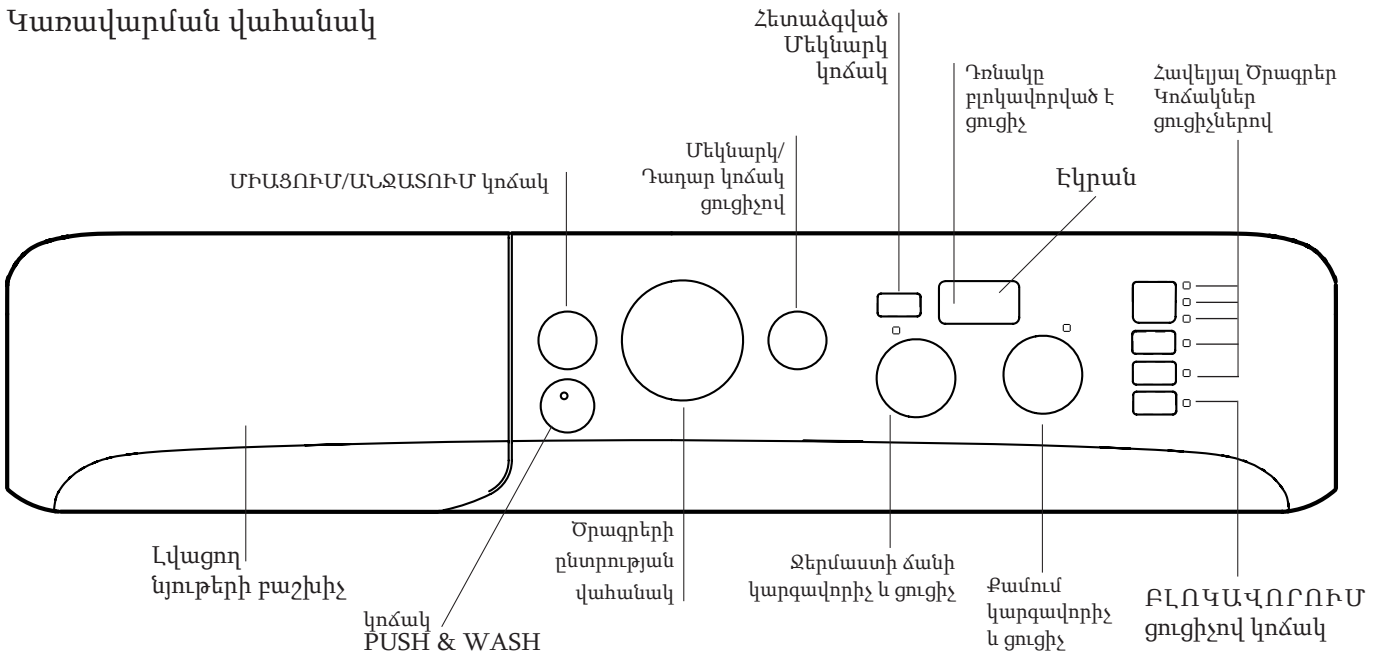 Կառավարման վահանակ
Հետաձգված
Մեկնարկ
կոճակ
Դռնակը
բլոկավորված է
ցուցիչ
Հավելյալ Ծրագրեր
Կոճակներ
ցուցիչներով
Մեկնարկ/
Դադար կոճակ
ցուցիչով
ՄԻԱՑՈՒՄ/ԱՆՋԱՏՈՒՄ կոճակ
Էկրան
Լվացող
նյութերի բաշխիչ
կոճակ
PUSH & WASH
Ծրագրերի
ընտրության
վահանակ
Ջերմաստի ճանի
կարգավորիչ և ցուցիչ
Քամում
կարգավորիչ
և ցուցիչ
ԲԼՈԿԱՎՈՐՈՒՄ
ցուցիչով կոճակ